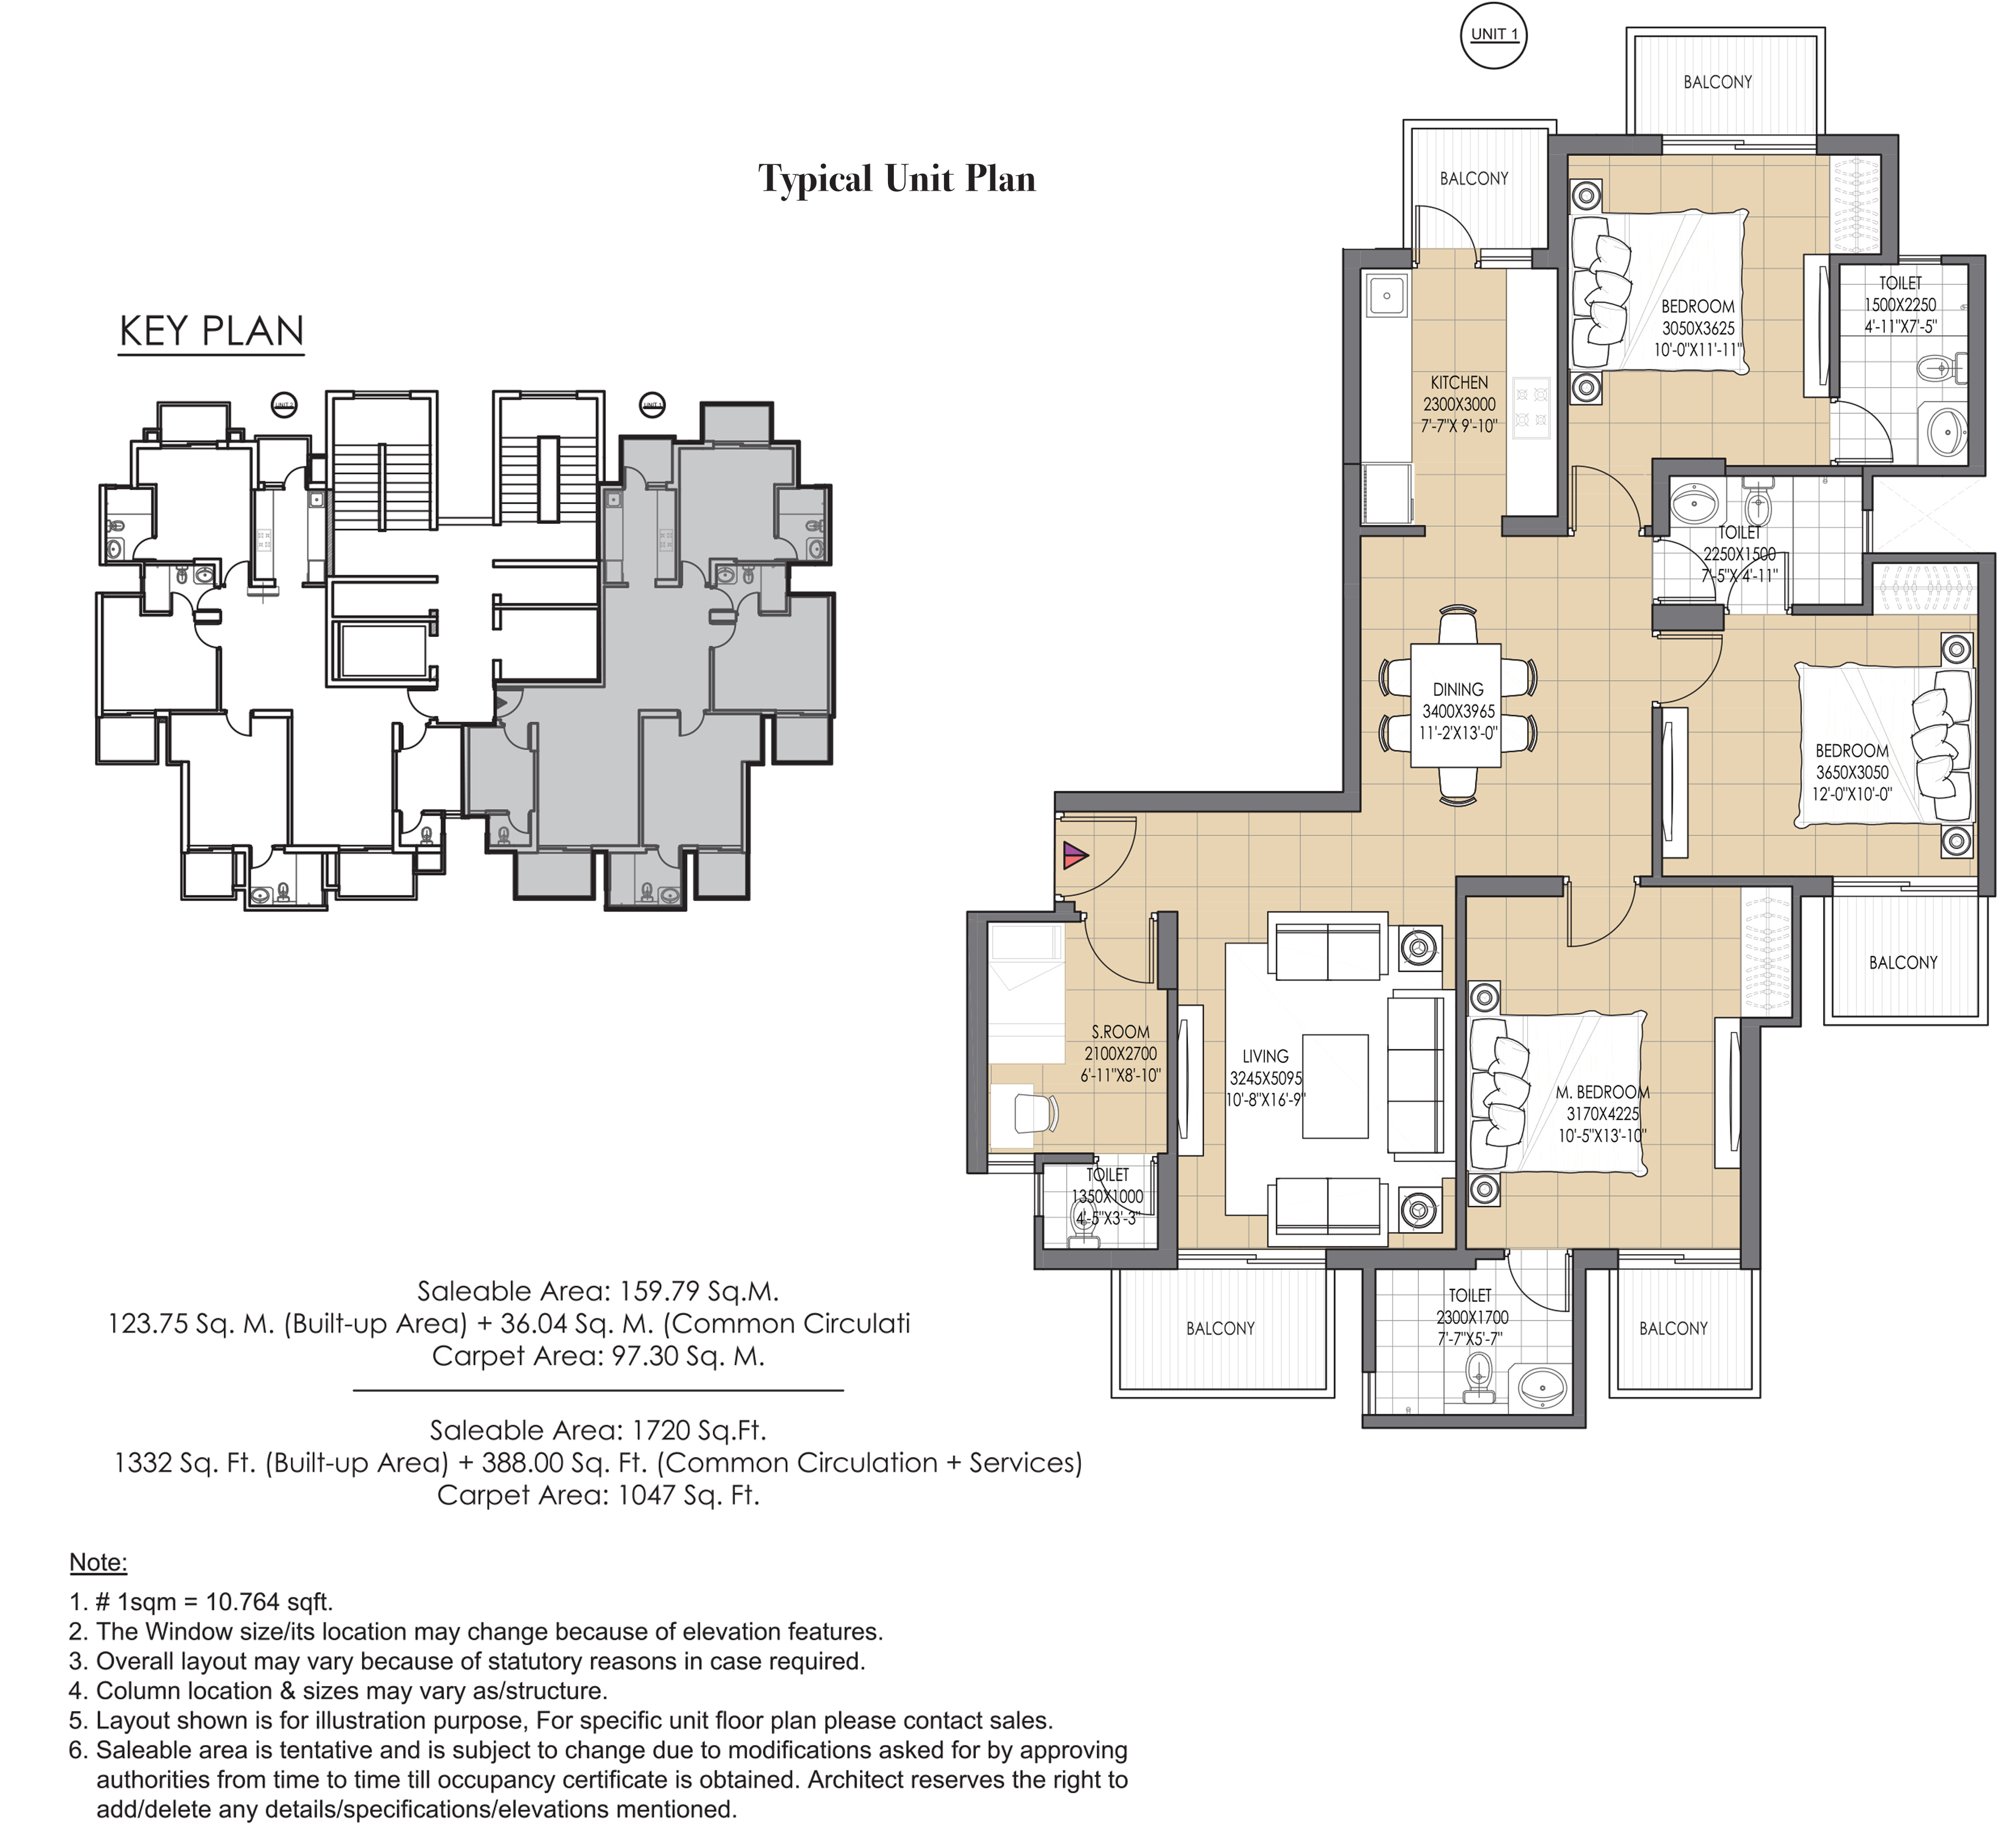 UNIT 1
BALCONY
Typical Unit Plan
BALCONY
KEY PLAN
BEDROOM
3050X3625
10'-0"X11'-11"
TOILET
1500X2250
4'-11"X7'-5"
KITCHEN
2300X3000
7'-7"X 9'-10"
TOILET
2250X1500
7'-5"X 4'-11"
DINING
3400X3965
11'-2'X13'-0"
BEDROOM
3650X3050
12'-0"X10'-0"
BALCONY
S.ROOM
2100X2700
6'-11"X8'-10"
LIVING
3245X5095
10'-8"X16'-9"
M. BEDROOM
3170X4225
10'-5"X13'-10"
TOILET
1350X1000
4'-5"X3'-3"
BALCONY
TOILET
2300X1700
7'-7"X5'-7"
BALCONY
Saleable Area: 159.79 Sq.M.
123.75 Sq. M. (Built-up Area) + 36.04 Sq. M. (Common Circulati
Carpet Area: 97.30 Sq. M.
Saleable Area: 1720 Sq.Ft.
1332 Sq. Ft. (Built-up Area) + 388.00 Sq. Ft. (Common Circulation + Services)
Carpet Area: 1047 Sq. Ft.
Note:
1. # 1sqm = 10.764 sqft.
2. The Window size/its location may change because of elevation features.
3. Overall layout may vary because of statutory reasons in case required.
4. Column location & sizes may vary as/structure.
5. Layout shown is for illustration purpose, For specific unit floor plan please contact sales.
6. Saleable area is tentative and is subject to change due to modifications asked for by approving
authorities from time to time till occupancy certificate is obtained. Architect reserves the right to
add/delete any details/specifications/elevations mentioned.